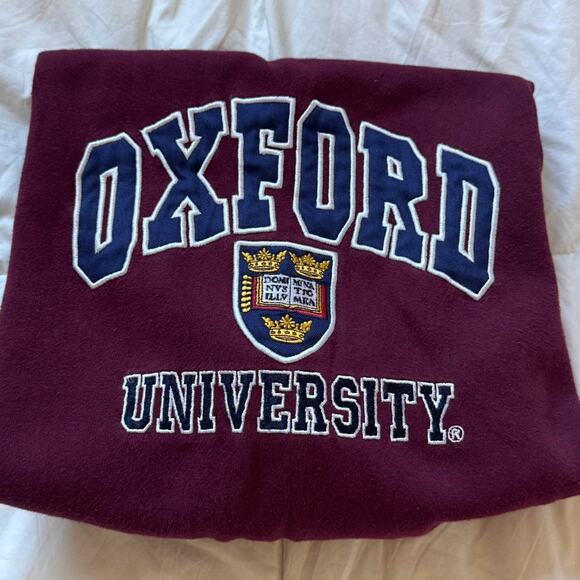 OXFORD
DOMI MINA
NVS TIO
ILLV MEA
UNIVERSITY®